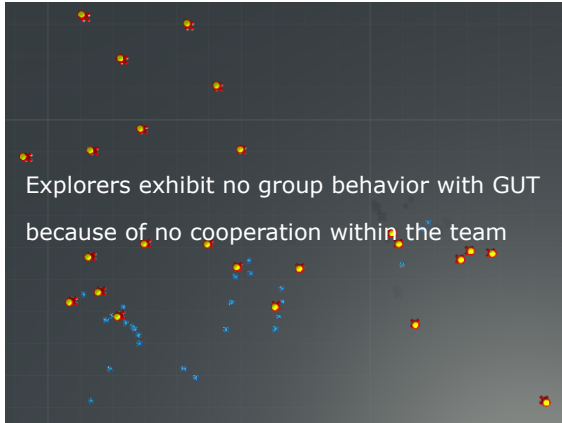 Explorers exhibit no group behavior with GUT
because of no cooperation within the team